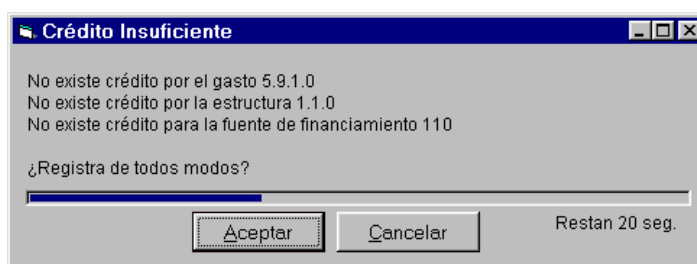 Crédito Insuficiente
No existe crédito por el gasto 5.9.1.0
No existe crédito por la estructura 1.1.0
No existe crédito para la fuente de financiamiento 110
¿Registra de todos modos?
Aceptar
Cancelar
Restan 20 seg.